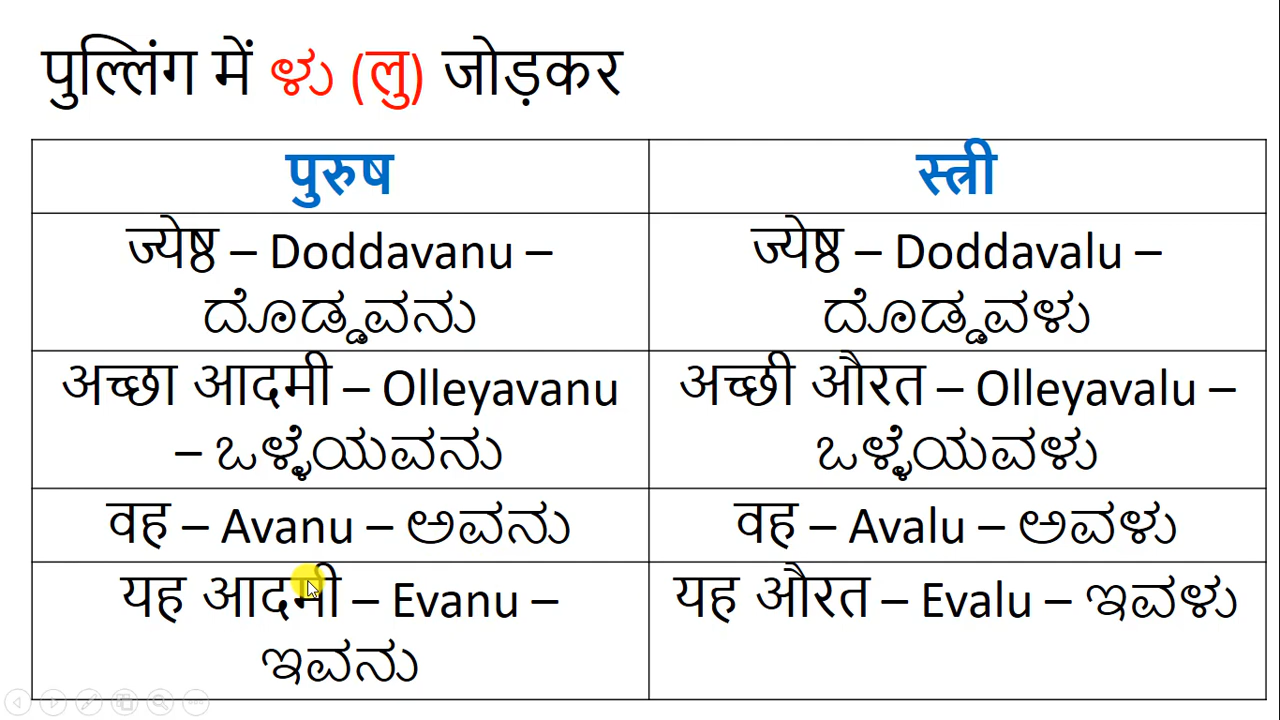 पुल्लिंग में ಳು (लु) जोड़कर
पुरुष
स्त्री
ज्येष्ठ – Doddavanu –
ದೊಡ್ಡವನು
ज्येष्ठ – Doddavalu –
ದೊಡ್ಡವಳು
अच्छा आदमी – Olleyavanu
– ಒಳ್ಳೆಯವನು
अच्छी औरत – Olleyavalu –
ಒಳ್ಳೆಯವಳು
वह – Avanu – ಅವನು
वह – Avalu – ಅವಳು
यह आदमी – Evanu –
ಇವನು
यह औरत – Evalu – ಇವಳು